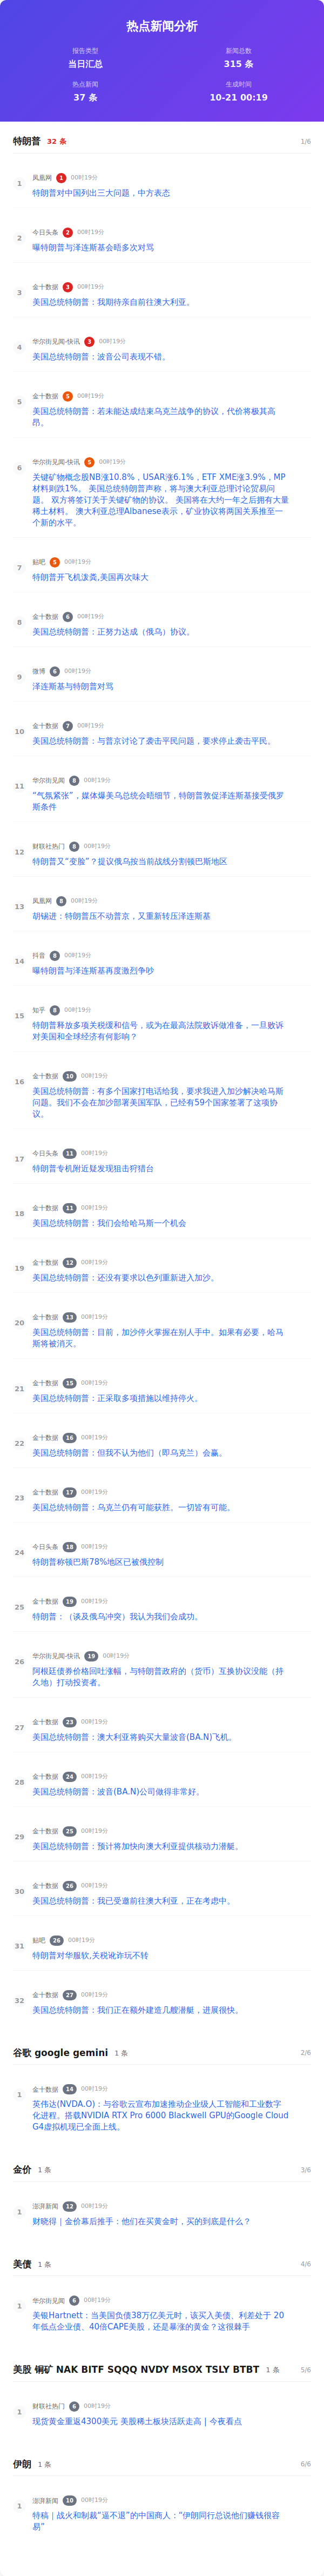 热点新闻分析
报告类型
新闻总数
当日汇总
315 条
热点新闻
生成时间
37 条
10-21 00:19
特朗普 32 条 1/6
1
凤凰网 1 00时19分
特朗普对中国列出三大问题，中方表态
2
今日头条 2 00时19分
曝特朗普与泽连斯基会晤多次对骂
3
金十数据 3 00时19分
美国总统特朗普：我期待亲自前往澳大利亚。
4
华尔街见闻-快讯 3 00时19分
美国总统特朗普：波音公司表现不错。
5
金十数据 5 00时19分
美国总统特朗普：若未能达成结束乌克兰战争的协议，代价将极其高
昂。
6
华尔街见闻-快讯 5 00时19分
关键矿物概念股NB涨10.8%，USAR涨6.1%，ETF XME涨3.9%，MP
材料则跌1%。 美国总统特朗普声称，将与澳大利亚总理讨论贸易问
题。 双方将签订关于关键矿物的协议。 美国将在大约一年之后拥有大量
稀土材料。 澳大利亚总理Albanese表示，矿业协议将两国关系推至一
个新的水平。
7
贴吧 5 00时19分
特朗普开飞机泼粪,美国再次味大
8
金十数据 6 00时19分
美国总统特朗普：正努力达成（俄乌）协议。
9
微博 6 00时19分
泽连斯基与特朗普对骂
10
金十数据 7 00时19分
美国总统特朗普：与普京讨论了袭击平民问题，要求停止袭击平民。
11
华尔街见闻 8 00时19分
“气氛紧张”，媒体爆美乌总统会晤细节，特朗普敦促泽连斯基接受俄罗
斯条件
12
财联社热门 8 00时19分
特朗普又“变脸”？提议俄乌按当前战线分割顿巴斯地区
13
凤凰网 8 00时19分
胡锡进：特朗普压不动普京，又重新转压泽连斯基
14
抖音 8 00时19分
曝特朗普与泽连斯基再度激烈争吵
15
知乎 8 00时19分
特朗普释放多项关税缓和信号，或为在最高法院败诉做准备，一旦败诉
对美国和全球经济有何影响？
16
金十数据 10 00时19分
美国总统特朗普：有多个国家打电话给我，要求我进入加沙解决哈马斯
问题。我们不会在加沙部署美国军队，已经有59个国家签署了这项协
议。
17
今日头条 11 00时19分
特朗普专机附近疑发现狙击狩猎台
18
金十数据 11 00时19分
美国总统特朗普：我们会给哈马斯一个机会
19
金十数据 12 00时19分
美国总统特朗普：还没有要求以色列重新进入加沙。
20
金十数据 13 00时19分
美国总统特朗普：目前，加沙停火掌握在别人手中。如果有必要，哈马
斯将被消灭。
21
金十数据 15 00时19分
美国总统特朗普：正采取多项措施以维持停火。
22
金十数据 16 00时19分
美国总统特朗普：但我不认为他们（即乌克兰）会赢。
23
金十数据 17 00时19分
美国总统特朗普：乌克兰仍有可能获胜。一切皆有可能。
24
今日头条 18 00时19分
特朗普称顿巴斯78%地区已被俄控制
25
金十数据 19 00时19分
特朗普：（谈及俄乌冲突）我认为我们会成功。
26
华尔街见闻-快讯 19 00时19分
阿根廷债券价格回吐涨幅，与特朗普政府的（货币）互换协议没能（持
久地）打动投资者。
27
金十数据 23 00时19分
美国总统特朗普：澳大利亚将购买大量波音(BA.N)飞机。
28
金十数据 24 00时19分
美国总统特朗普：波音(BA.N)公司做得非常好。
29
金十数据 25 00时19分
美国总统特朗普：预计将加快向澳大利亚提供核动力潜艇。
30
金十数据 26 00时19分
美国总统特朗普：我已受邀前往澳大利亚，正在考虑中。
31
贴吧 26 00时19分
特朗普对华服软,关税讹诈玩不转
32
金十数据 27 00时19分
美国总统特朗普：我们正在额外建造几艘潜艇，进展很快。
谷歌 google gemini 1 条 2/6
1
金十数据 14 00时19分
英伟达(NVDA.O)：与谷歌云宣布加速推动企业级人工智能和工业数字
化进程。搭载NVIDIA RTX Pro 6000 Blackwell GPU的Google Cloud
G4虚拟机现已全面上线。
金价 1 条 3/6
1
澎湃新闻 12 00时19分
财晓得｜金价幕后推手：他们在买黄金时，买的到底是什么？
美债 1 条 4/6
1
华尔街见闻 6 00时19分
美银Hartnett：当美国负债38万亿美元时，该买入美债、利差处于 20
年低点企业债、40倍CAPE美股，还是暴涨的黄金？这很棘手
美股 铜矿 NAK BITF SQQQ NVDY MSOX TSLY BTBT 1 条 5/6
1
财联社热门 6 00时19分
现货黄金重返4300美元 美股稀土板块活跃走高 | 今夜看点
伊朗 1 条 6/6
1
澎湃新闻 10 00时19分
特稿｜战火和制裁“逼不退”的中国商人：“伊朗同行总说他们赚钱很容
易”